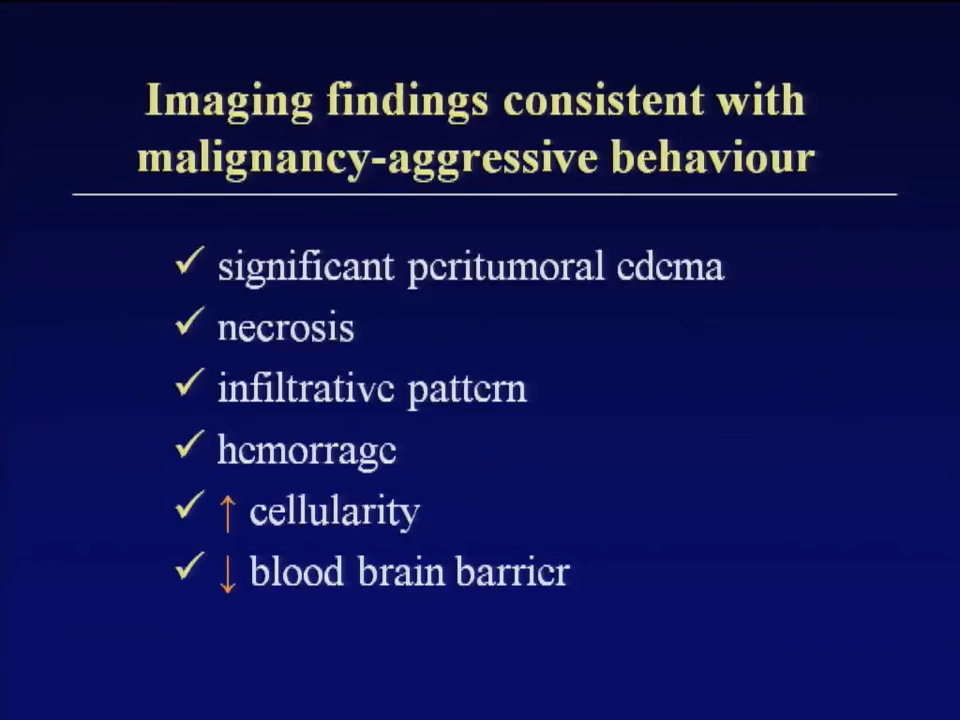 Imaging findings consistent with
malignancy-aggressive behaviour
✓ significant peritumoral edema
✓ necrosis
✓ infiltrative pattern
✓ hemorrage
✓ ↑ cellularity
✓ ↓ blood brain barrier